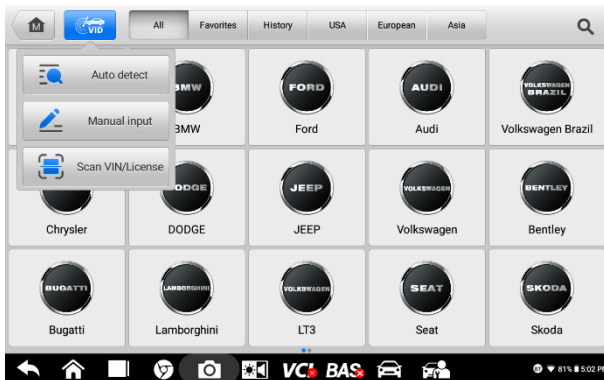 M
VID
All
Favorites
History
USA
European
Asia
Auto detect
Manual input
Scan VIN/License
BMW
FORD
AUDI
VOLKSWAGEN
BRAZIL
BMW
Ford
Audi
Volkswagen Brazil
DODGE
JEEP
VOLKSWAGEN
BENTLEY
Chrysler
DODGE
JEEP
Volkswagen
Bentley
BUGATTI
LAMBORGHINI
VOLKSWAGEN
SEAT
SKODA
Bugatti
Lamborghini
LT3
Seat
Skoda
VCI
BAS
81%
5:02 PM